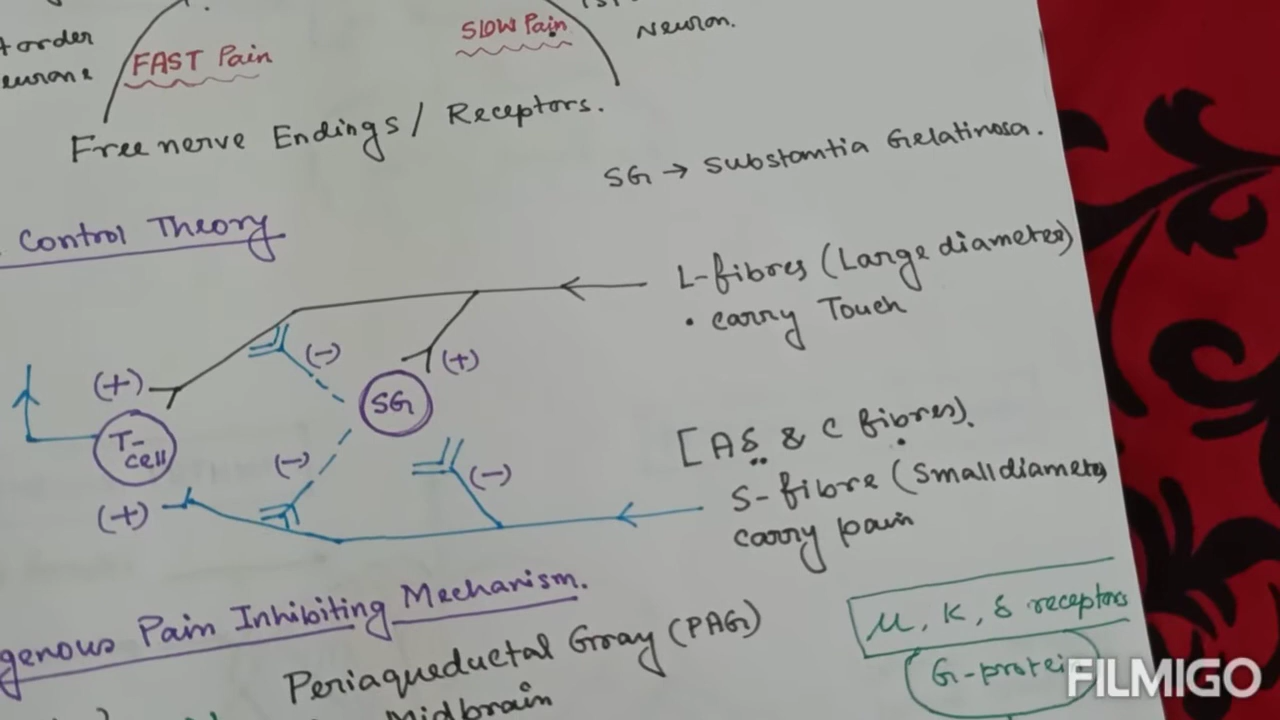 order
FAST Pain
SLOW Pain
Neuron.
Free nerve Endings / Receptors.
SG → Substantia Gelatinosa.
Control Theory
L-fibres (Large diameter)
• carry Touch
(-)
(+)
(+)
SG
T-
cell
[Aδ & C fibres).
(-)
(-)
S-fibre (Small diameter
carry pain
(+)
genous Pain Inhibiting Mechanism.
Periaqueductal Gray (PAG)
Midbrain
μ, K, δ receptors
G-protein
FILMIGO